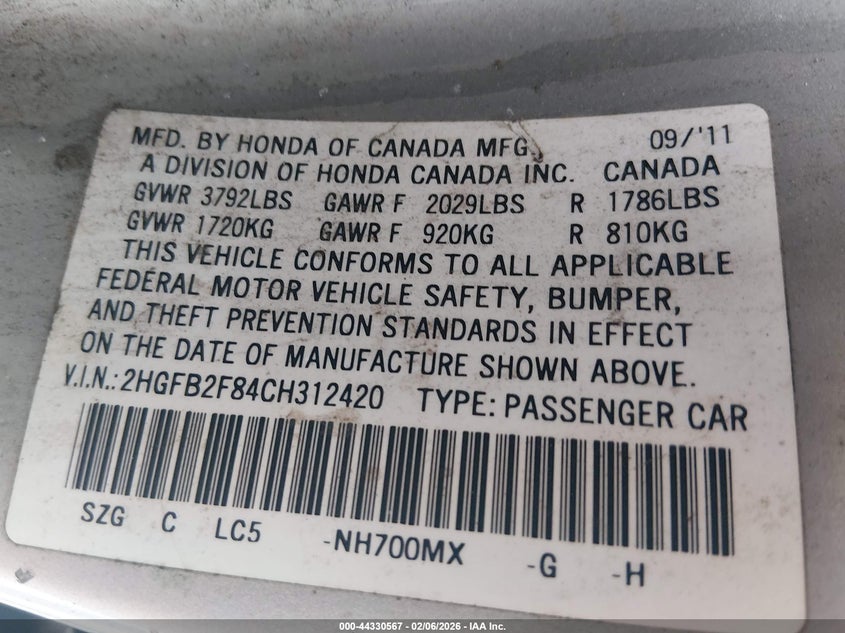 MFD. BY HONDA OF CANADA MFG., 09/'11
A DIVISION OF HONDA CANADA INC. CANADA
GVWR 3792LBS GAWR F 2029LBS R 1786LBS
GVWR 1720KG GAWR F 920KG R 810KG
THIS VEHICLE CONFORMS TO ALL APPLICABLE
FEDERAL MOTOR VEHICLE SAFETY, BUMPER,
AND THEFT PREVENTION STANDARDS IN EFFECT
ON THE DATE OF MANUFACTURE SHOWN ABOVE.
V.I.N.:2HGFB2F84CH312420 TYPE: PASSENGER CAR
SZG C LC5 -NH700MX -G -H
000-44330567 - 02/06/2026 - IAA Inc.